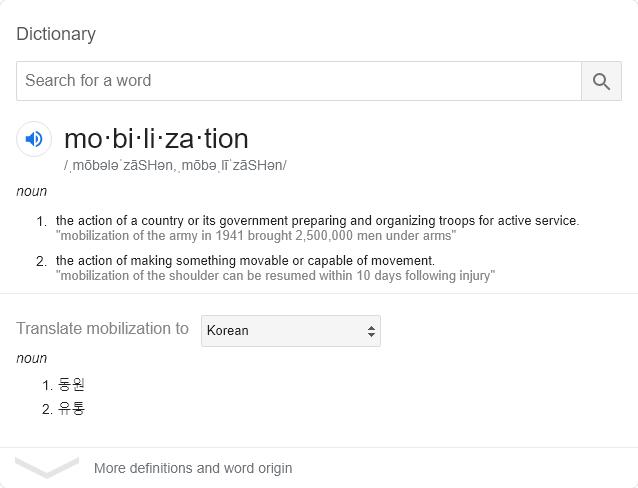 Dictionary
Search for a word
mo·bi·li·za·tion
/ˌmōbələˈzāSHən,ˌmōbəˌlīˈzāSHən/
noun
1. the action of a country or its government preparing and organizing troops for active service.
"mobilization of the army in 1941 brought 2,500,000 men under arms"
2. the action of making something movable or capable of movement.
"mobilization of the shoulder can be resumed within 10 days following injury"
Translate mobilization to Korean
noun
1. 동원
2. 유통
More definitions and word origin